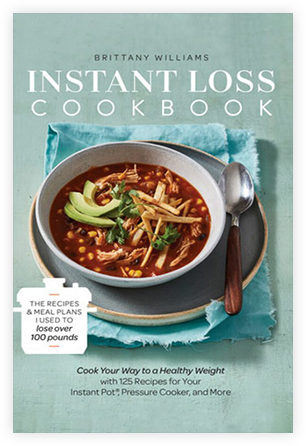 BRITTANY WILLIAMS
INSTANT LOSS
COOKBOOK
THE RECIPES
& MEAL PLANS
I USED TO
lose over
100 pounds
Cook Your Way to a Healthy Weight
with 125 Recipes for Your
Instant Pot®, Pressure Cooker, and More